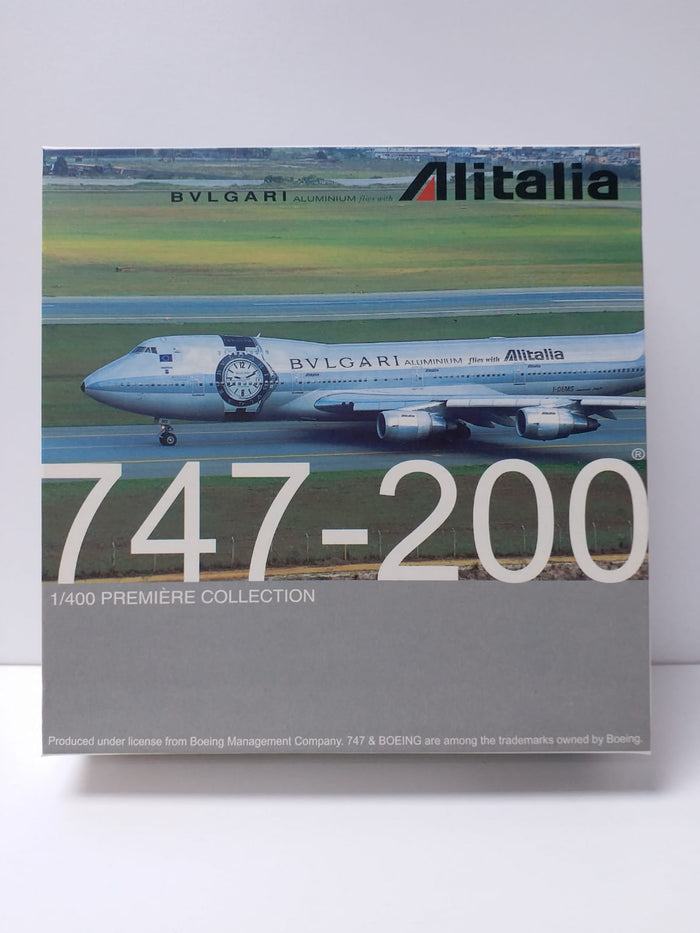 BVLGARI ALUMINIUM flies with Alitalia
BVLGARI ALUMINIUM flies with Alitalia
I-DEMS
747-200®
1/400 PREMIÈRE COLLECTION
Produced under license from Boeing Management Company. 747 & BOEING are among the trademarks owned by Boeing.